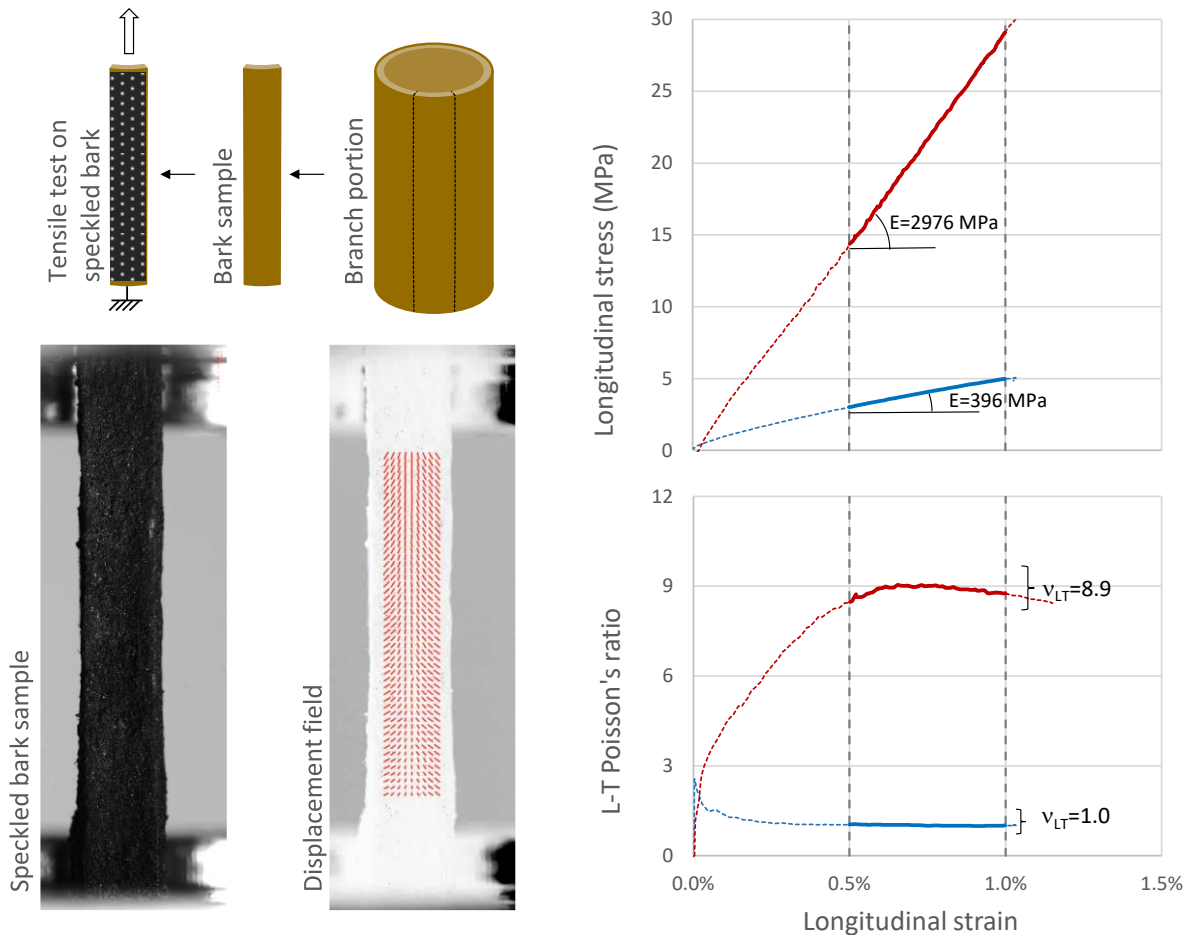 Tensile test on
speckled bark
Bark sample
Branch portion
Speckled bark sample
Displacement field
Longitudinal stress (MPa)
30
25
20
15
10
5
0
E=2976 MPa
E=396 MPa
L-T Poisson's ratio
12
9
6
3
0
νLT=8.9
νLT=1.0
0.0%
0.5%
1.0%
1.5%
Longitudinal strain